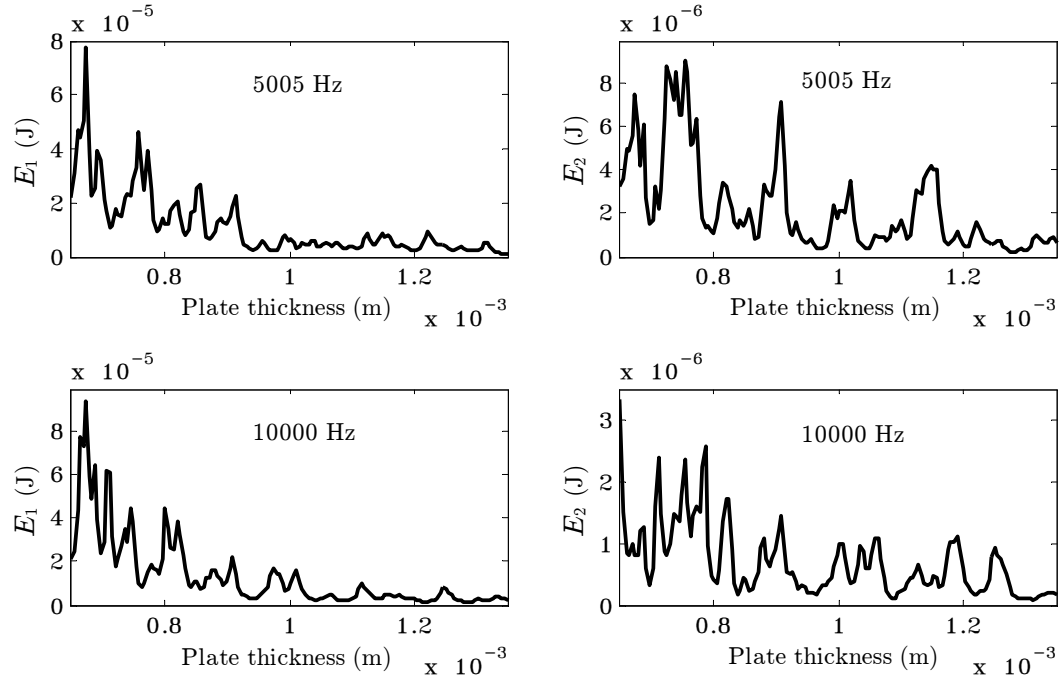 x 10⁻⁵
8
6
4
2
0
E₁ (J)
5005 Hz
0.8
1
1.2
Plate thickness (m)
x 10⁻³
x 10⁻⁶
8
6
4
2
0
E₂ (J)
5005 Hz
0.8
1
1.2
Plate thickness (m)
x 10⁻³
x 10⁻⁵
8
6
4
2
0
E₁ (J)
10000 Hz
0.8
1
1.2
Plate thickness (m)
x 10⁻³
x 10⁻⁶
3
2
1
0
E₂ (J)
10000 Hz
0.8
1
1.2
Plate thickness (m)
x 10⁻³